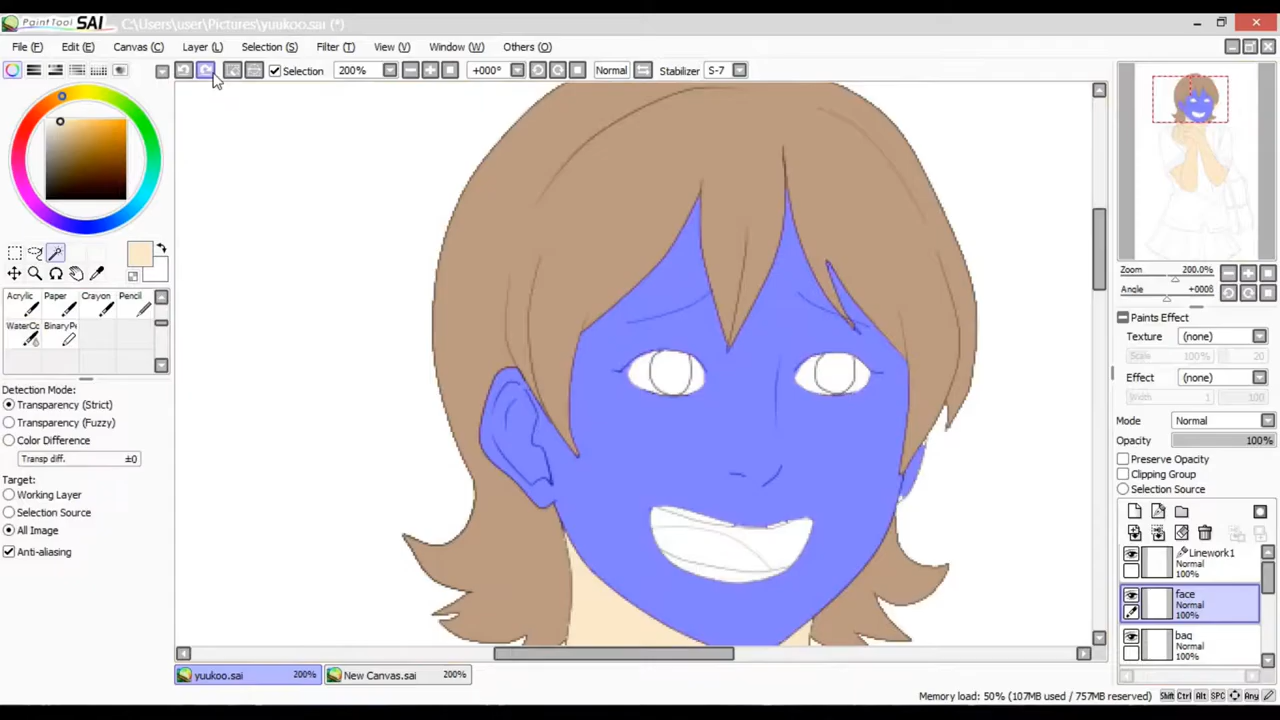 PaintTool SAI C:\Users\user\Pictures\yuukoo.sai (*)
File (F) Edit (E) Canvas (C) Layer (L) Selection (S) Filter (T) View (V) Window (W) Others (O)
Selection 200% +000° Normal Stabilizer S-7
Zoom 200.0%
Angle +0008
Acrylic Paper Crayon Pencil
WaterCo BinaryPe
Detection Mode:
Transparency (Strict)
Transparency (Fuzzy)
Color Difference
Transp diff. ±0
Target:
Working Layer
Selection Source
All Image
Anti-aliasing
Paints Effect
Texture (none)
Scale 100% 20
Effect (none)
Width 1 100
Mode Normal
Opacity 100%
Preserve Opacity
Clipping Group
Selection Source
Linework1
Normal
100%
face
Normal
100%
bag
Normal
100%
yuukoo.sai 200% New Canvas.sai 200%
Memory load: 50% (107MB used / 757MB reserved) Shift Ctrl Alt SPC Any